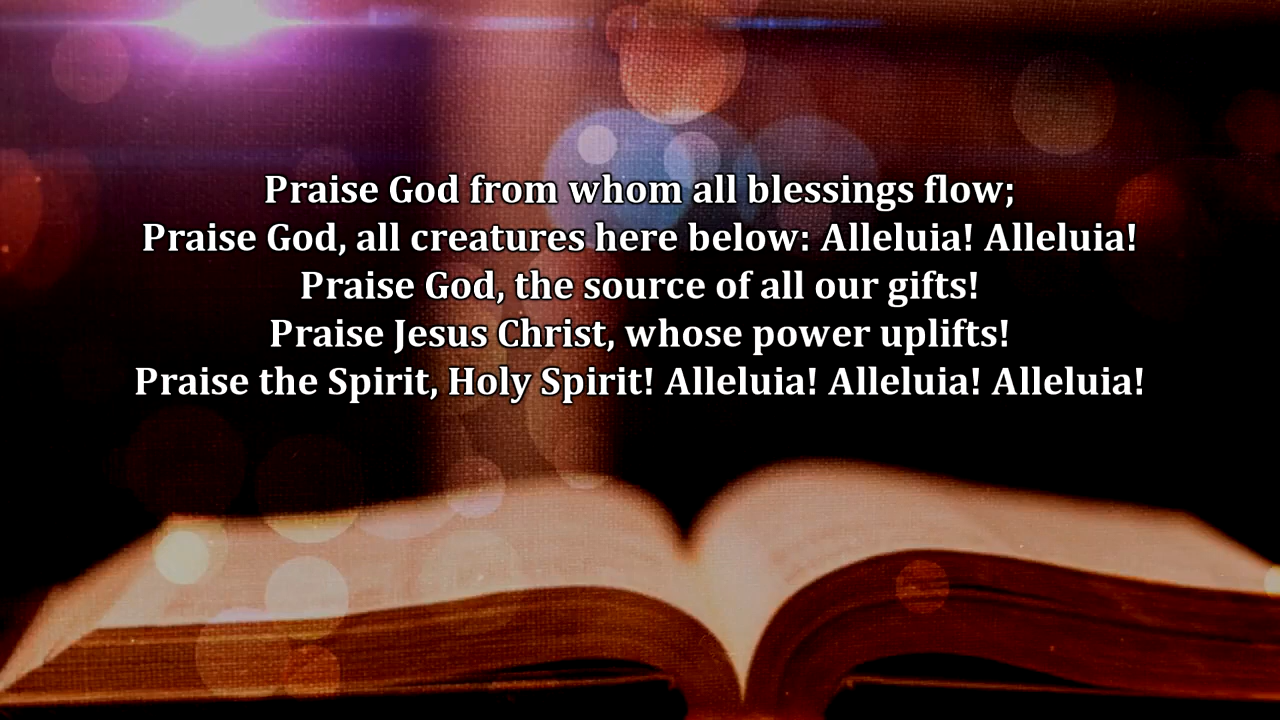 Praise God from whom all blessings flow;
Praise God, all creatures here below: Alleluia! Alleluia!
Praise God, the source of all our gifts!
Praise Jesus Christ, whose power uplifts!
Praise the Spirit, Holy Spirit! Alleluia! Alleluia! Alleluia!